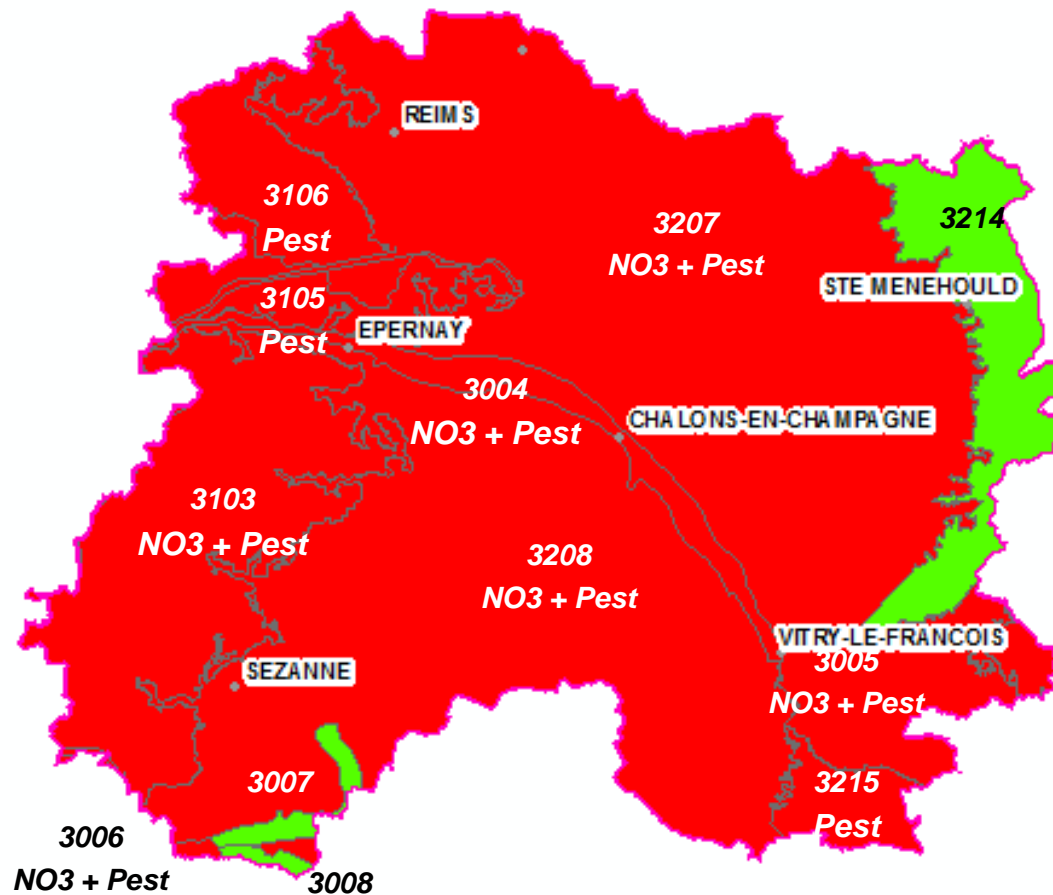 REIMS
3106
Pest
3207
NO3 + Pest
3214
STE MENEHOULD
3105
Pest
EPERNAY
3004
NO3 + Pest
CHALONS-EN-CHAMPAGNE
3103
NO3 + Pest
3208
NO3 + Pest
VITRY-LE-FRANCOIS
3005
NO3 + Pest
SEZANNE
3007
3215
Pest
3006
NO3 + Pest
3008